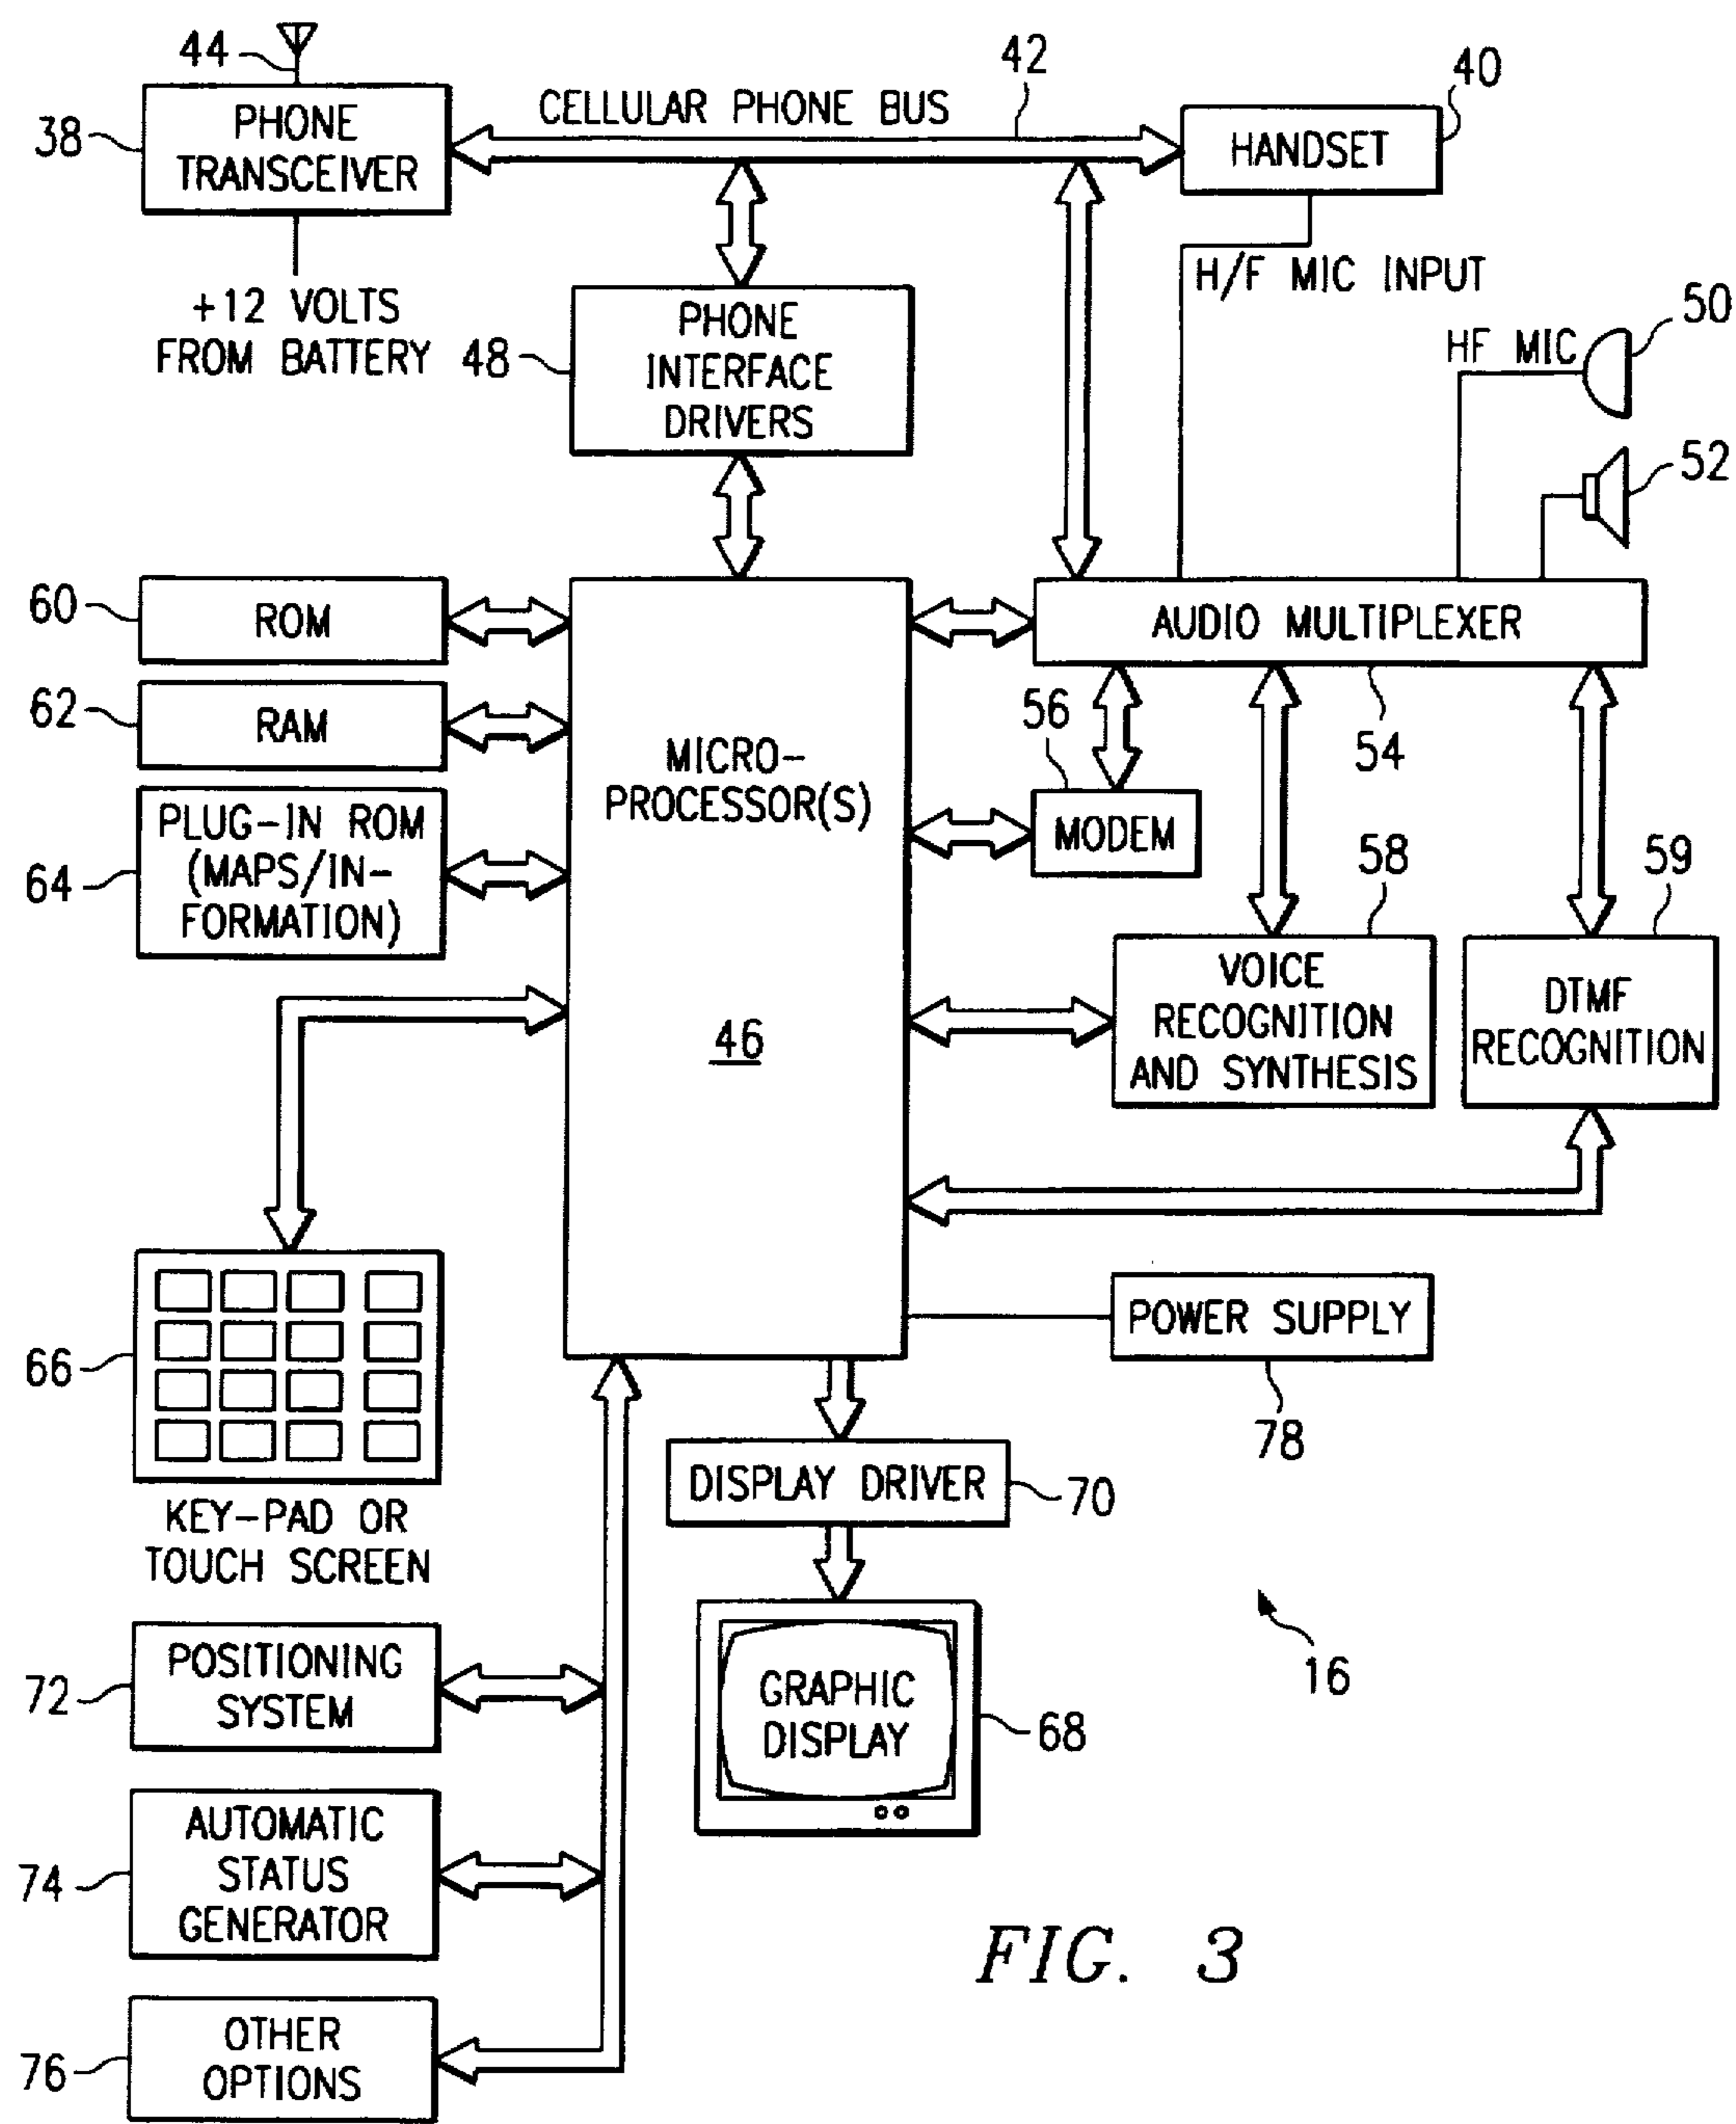 44
42
40
CELLULAR PHONE BUS
38
PHONE
TRANSCEIVER
HANDSET
+12 VOLTS
FROM BATTERY
48
PHONE
INTERFACE
DRIVERS
H/F MIC INPUT
HF MIC
50
52
60
ROM
AUDIO MULTIPLEXER
62
RAM
56
54
MICRO-
PROCESSOR(S)
46
64
PLUG-IN ROM
(MAPS/IN-
FORMATION)
MODEM
58
59
VOICE
RECOGNITION
AND SYNTHESIS
DTMF
RECOGNITION
66
KEY-PAD OR
TOUCH SCREEN
POWER SUPPLY
78
DISPLAY DRIVER
70
72
POSITIONING
SYSTEM
GRAPHIC
DISPLAY
68
16
74
AUTOMATIC
STATUS
GENERATOR
76
OTHER
OPTIONS
FIG. 3